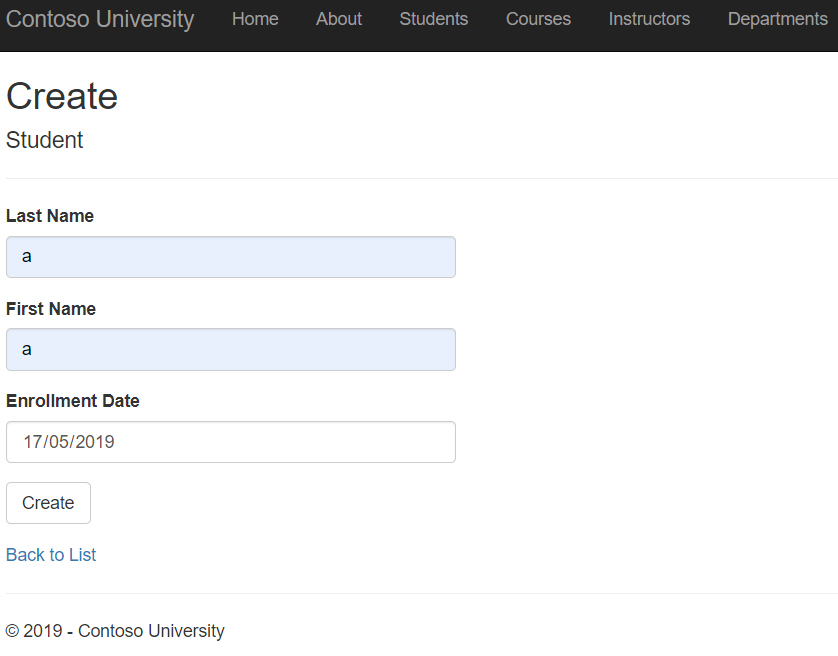 Contoso University Home About Students Courses Instructors Departments
Create
Student
Last Name
a
First Name
a
Enrollment Date
17/05/2019
Create
Back to List
© 2019 - Contoso University